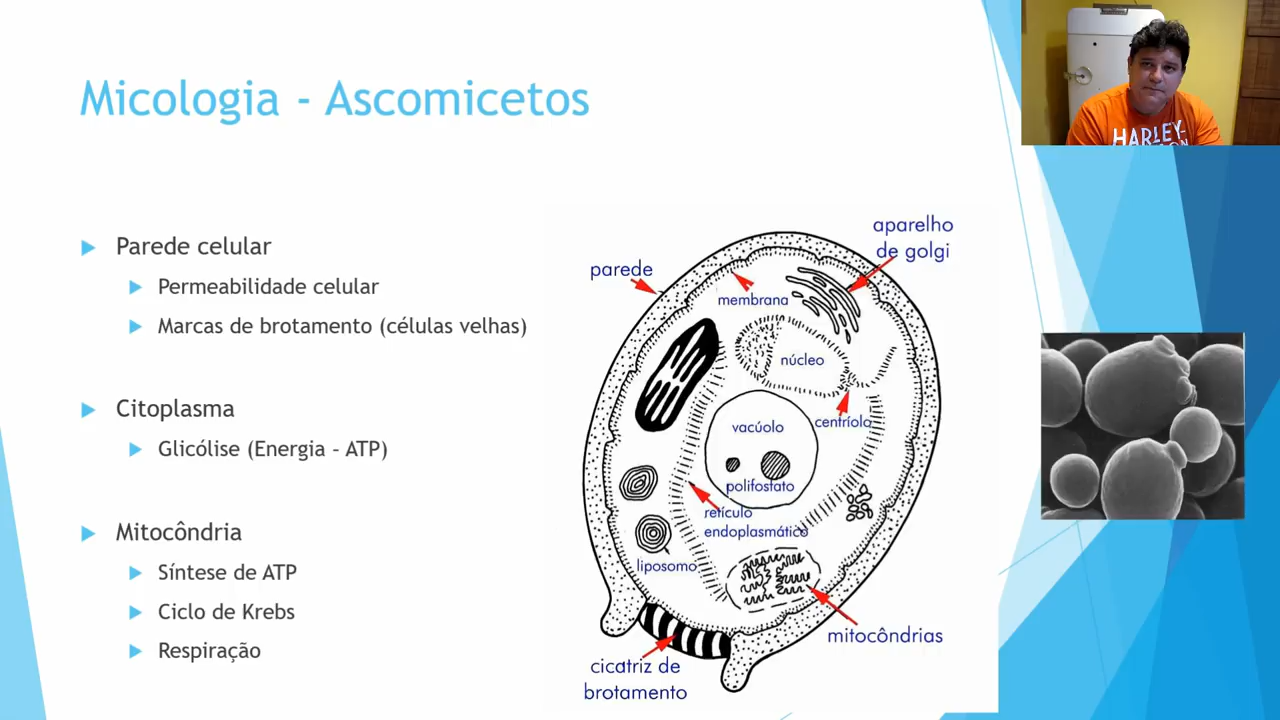 Micologia - Ascomicetos
Parede celular
Permeabilidade celular
Marcas de brotamento (células velhas)
Citoplasma
Glicólise (Energia – ATP)
Mitocôndria
Síntese de ATP
Ciclo de Krebs
Respiração
aparelho
de golgi
parede
membrana
núcleo
centríolo
vacúolo
polifosfato
retículo
endoplasmático
liposomo
mitocôndrias
cicatriz de
brotamento
HARLEY-